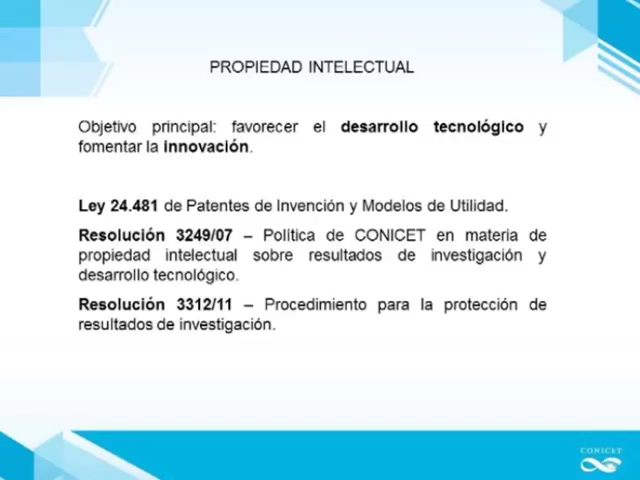 PROPIEDAD INTELECTUAL
Objetivo principal: favorecer el desarrollo tecnológico y
fomentar la innovación.
Ley 24.481 de Patentes de Invención y Modelos de Utilidad.
Resolución 3249/07 – Política de CONICET en materia de
propiedad intelectual sobre resultados de investigación y
desarrollo tecnológico.
Resolución 3312/11 – Procedimiento para la protección de
resultados de investigación.
CONICET